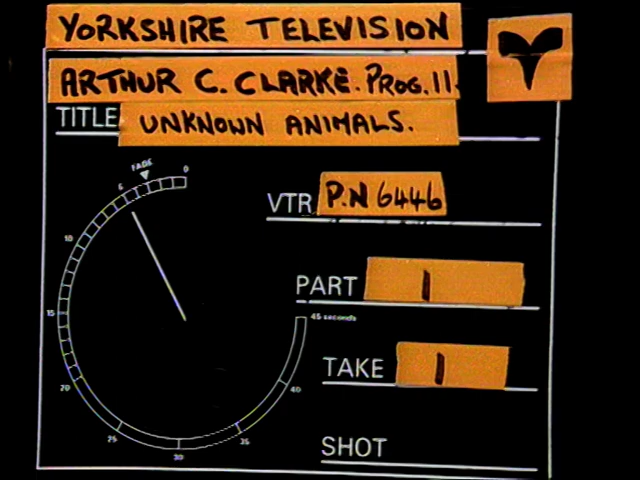 YORKSHIRE TELEVISION
ARTHUR C. CLARKE. PROG. 11.
TITLE UNKNOWN ANIMALS.
FADE
0
5
VTR P.N 6446
10
PART 1
15
45 seconds
TAKE 1
20
40
25
35
SHOT
30